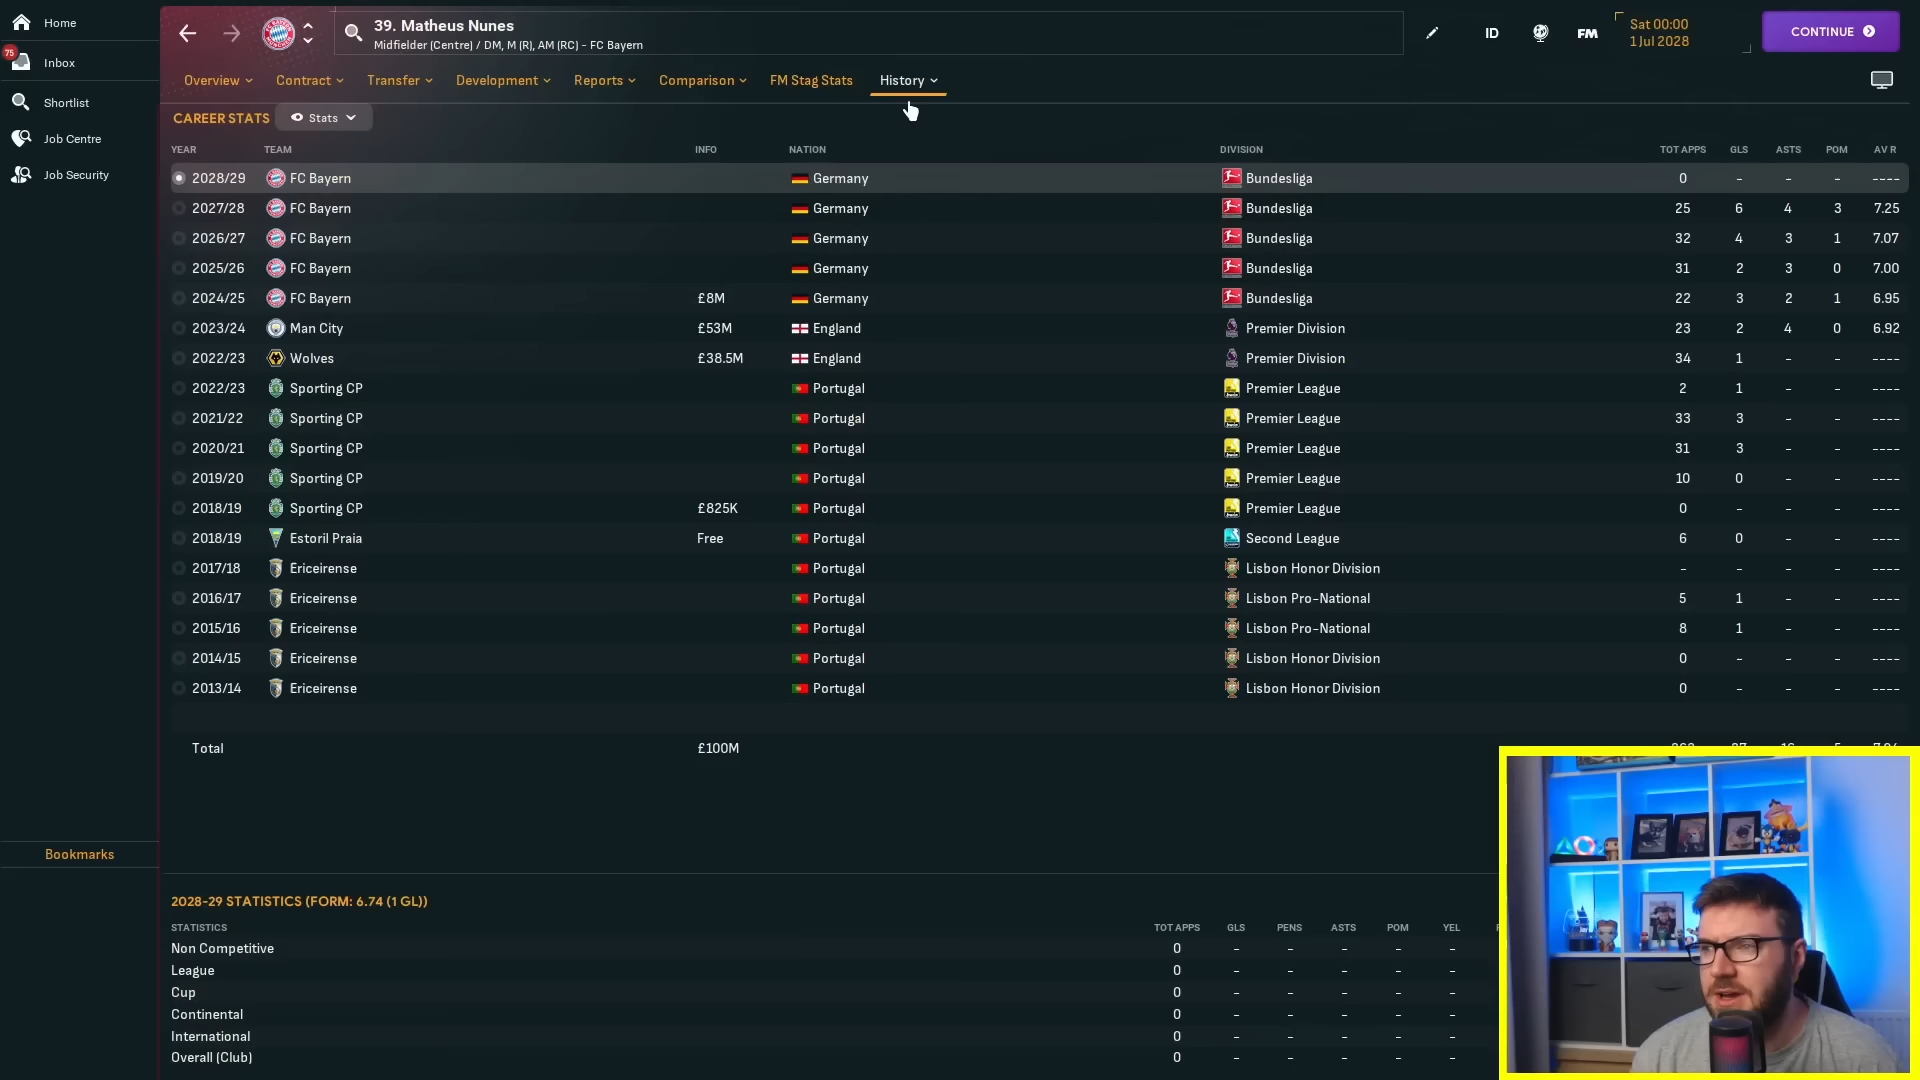 Home
75
Inbox
Shortlist
Job Centre
Job Security
Bookmarks
39. Matheus Nunes
Midfielder (Centre) / DM, M (R), AM (RC) - FC Bayern
ID
FM
Sat 00:00
1 Jul 2028
CONTINUE
Overview Contract Transfer Development Reports Comparison FM Stag Stats History
CAREER STATS Stats
YEAR TEAM INFO NATION DIVISION TOT APPS GLS ASTS POM AV R
2028/29 FC Bayern Germany Bundesliga 0 - - - ----
2027/28 FC Bayern Germany Bundesliga 25 6 4 3 7.25
2026/27 FC Bayern Germany Bundesliga 32 4 3 1 7.07
2025/26 FC Bayern Germany Bundesliga 31 2 3 0 7.00
2024/25 FC Bayern £8M Germany Bundesliga 22 3 2 1 6.95
2023/24 Man City £53M England Premier Division 23 2 4 0 6.92
2022/23 Wolves £38.5M England Premier Division 34 1 - - ----
2022/23 Sporting CP Portugal Premier League 2 1 - - ----
2021/22 Sporting CP Portugal Premier League 33 3 - - ----
2020/21 Sporting CP Portugal Premier League 31 3 - - ----
2019/20 Sporting CP Portugal Premier League 10 0 - - ----
2018/19 Sporting CP £825K Portugal Premier League 0 - - - ----
2018/19 Estoril Praia Free Portugal Second League 6 0 - - ----
2017/18 Ericeirense Portugal Lisbon Honor Division - - - - ----
2016/17 Ericeirense Portugal Lisbon Pro-National 5 1 - - ----
2015/16 Ericeirense Portugal Lisbon Pro-National 8 1 - - ----
2014/15 Ericeirense Portugal Lisbon Honor Division 0 - - - ----
2013/14 Ericeirense Portugal Lisbon Honor Division 0 - - - ----
Total £100M
2028-29 STATISTICS (FORM: 6.74 (1 GL))
STATISTICS TOT APPS GLS PENS ASTS POM YEL
Non Competitive 0 - - - - -
League 0 - - - - -
Cup 0 - - - - -
Continental 0 - - - - -
International 0 - - - - -
Overall (Club) 0 - - - - -